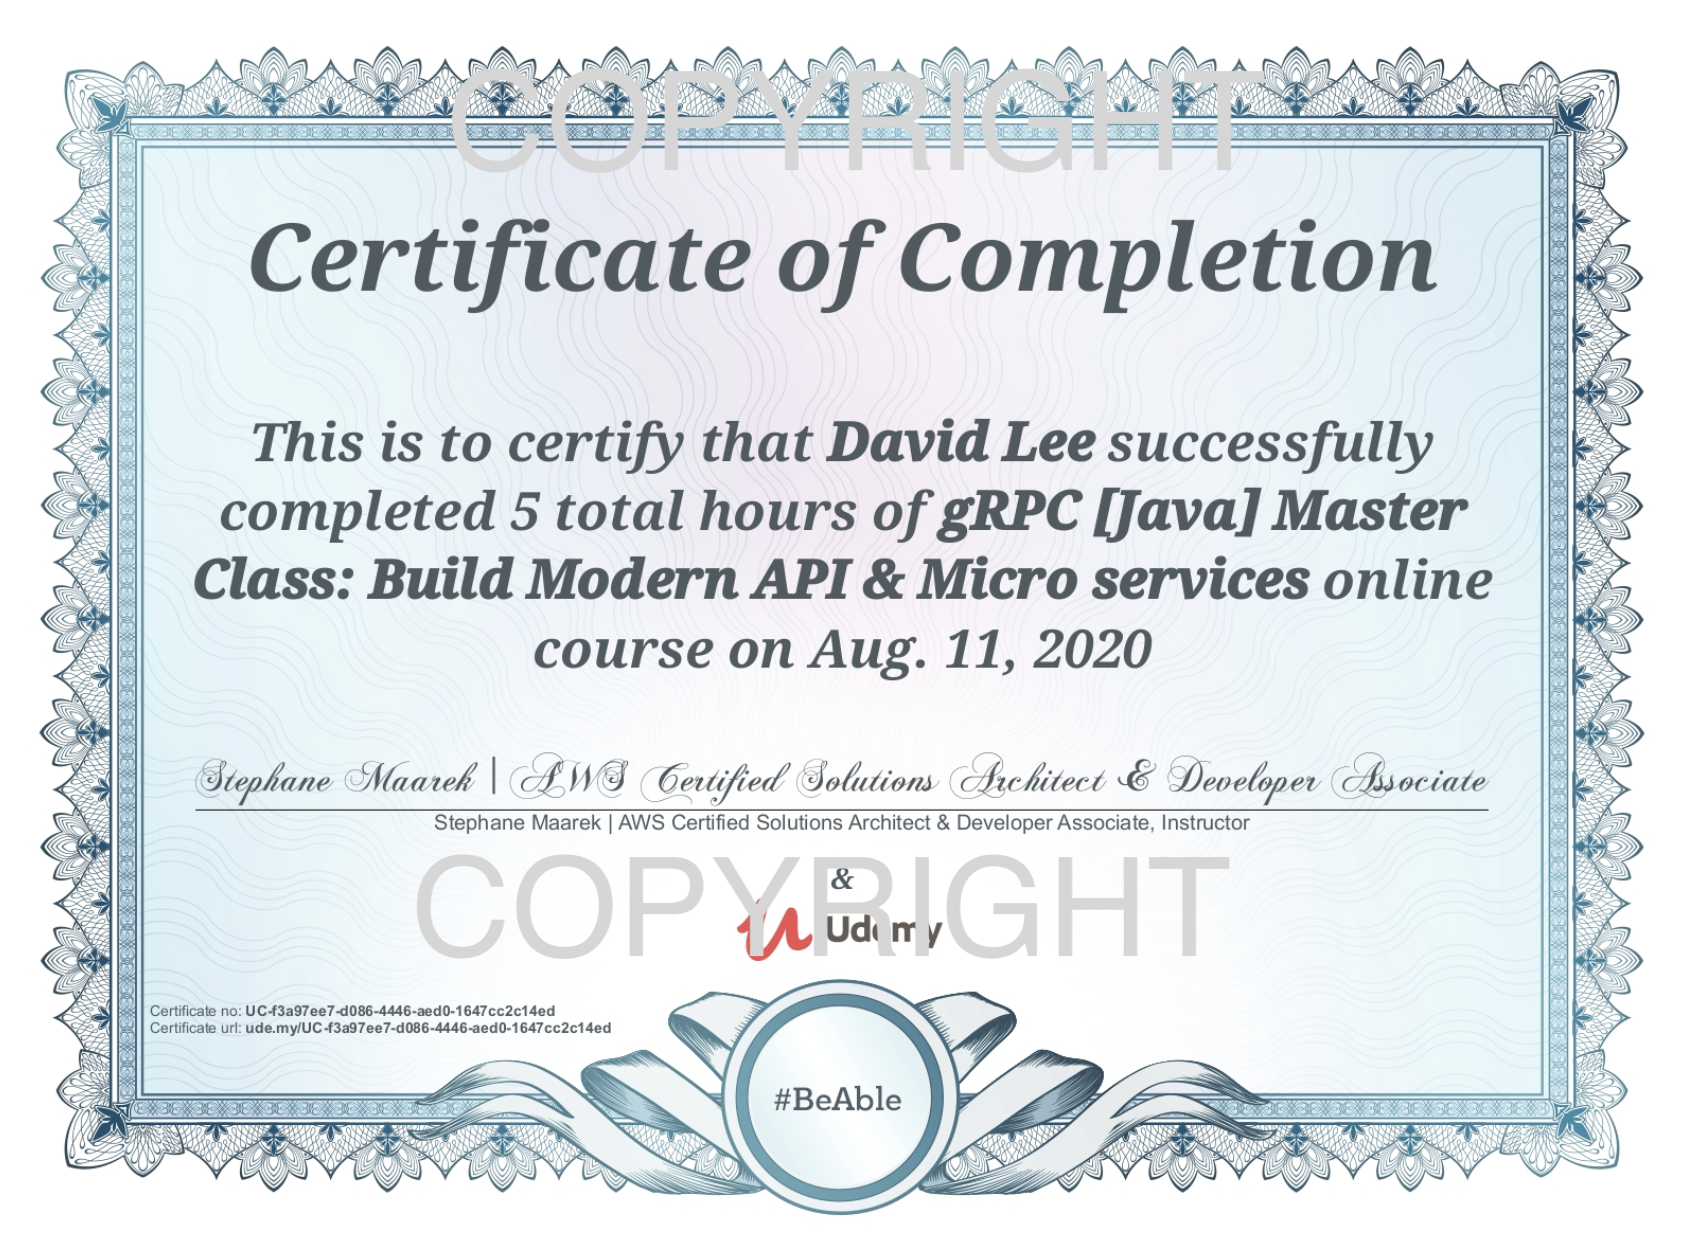 COPYRIGHT
Certificate of Completion
This is to certify that David Lee successfully
completed 5 total hours of gRPC [Java] Master
Class: Build Modern API & Micro services online
course on Aug. 11, 2020
Stephane Maarek | AWS Certified Solutions Architect & Developer Associate
Stephane Maarek | AWS Certified Solutions Architect & Developer Associate, Instructor
&
COPYRIGHT
Udemy
Certificate no: UC-f3a97ee7-d086-4446-aed0-1647cc2c14ed
Certificate url: ude.my/UC-f3a97ee7-d086-4446-aed0-1647cc2c14ed
#BeAble